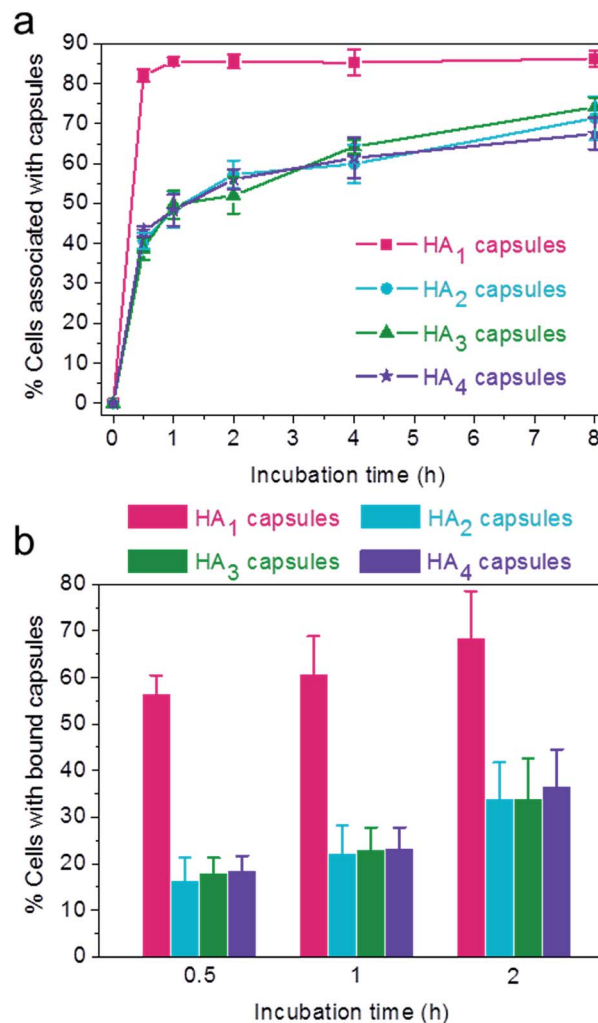 a
% Cells associated with capsules
90
80
70
60
50
40
30
20
10
0
HA1 capsules
HA2 capsules
HA3 capsules
HA4 capsules
0 1 2 3 4 5 6 7 8
Incubation time (h)
HA1 capsules HA2 capsules
HA3 capsules HA4 capsules
b
% Cells with bound capsules
80
70
60
50
40
30
20
10
0
0.5 1 2
Incubation time (h)